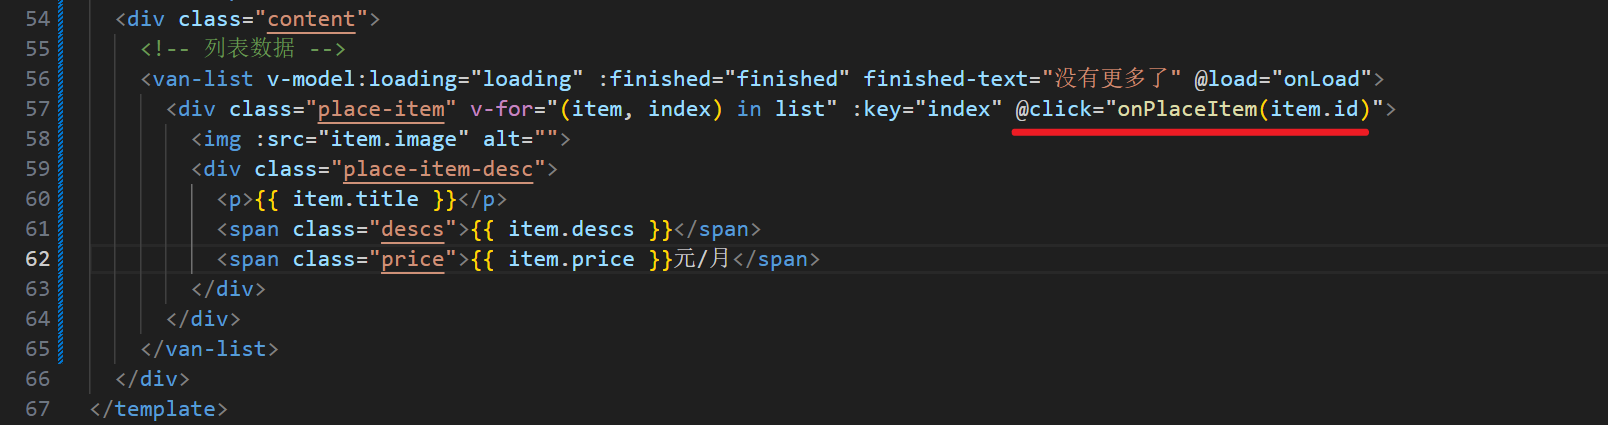 54 <div class="content">
55 <!-- 列表数据 -->
56 <van-list v-model:loading="loading" :finished="finished" finished-text="没有更多了" @load="onLoad">
57 <div class="place-item" v-for="(item, index) in list" :key="index" @click="onPlaceItem(item.id)">
58 <img :src="item.image" alt="">
59 <div class="place-item-desc">
60 <p>{{ item.title }}</p>
61 <span class="descs">{{ item.descs }}</span>
62 <span class="price">{{ item.price }}元/月</span>
63 </div>
64 </div>
65 </van-list>
66 </div>
67 </template>